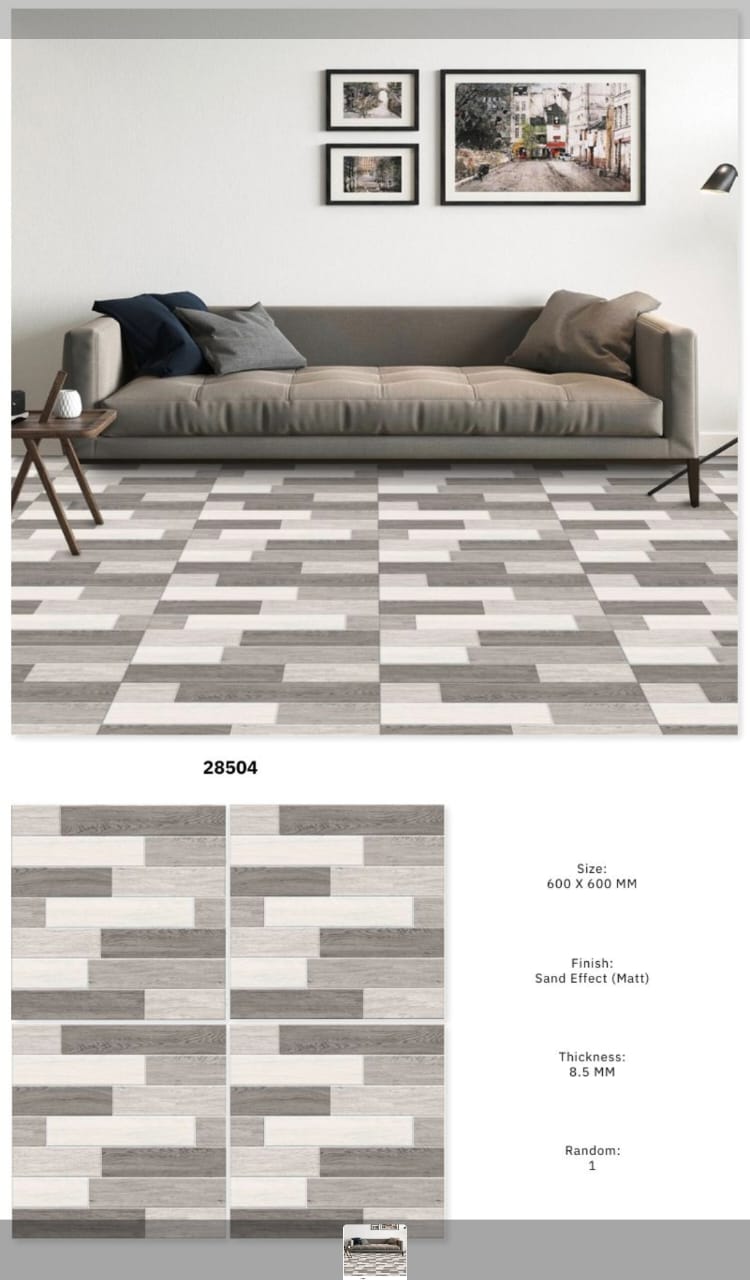 28504
Size:
600 X 600 MM
Finish:
Sand Effect (Matt)
Thickness:
8.5 MM
Random:
1